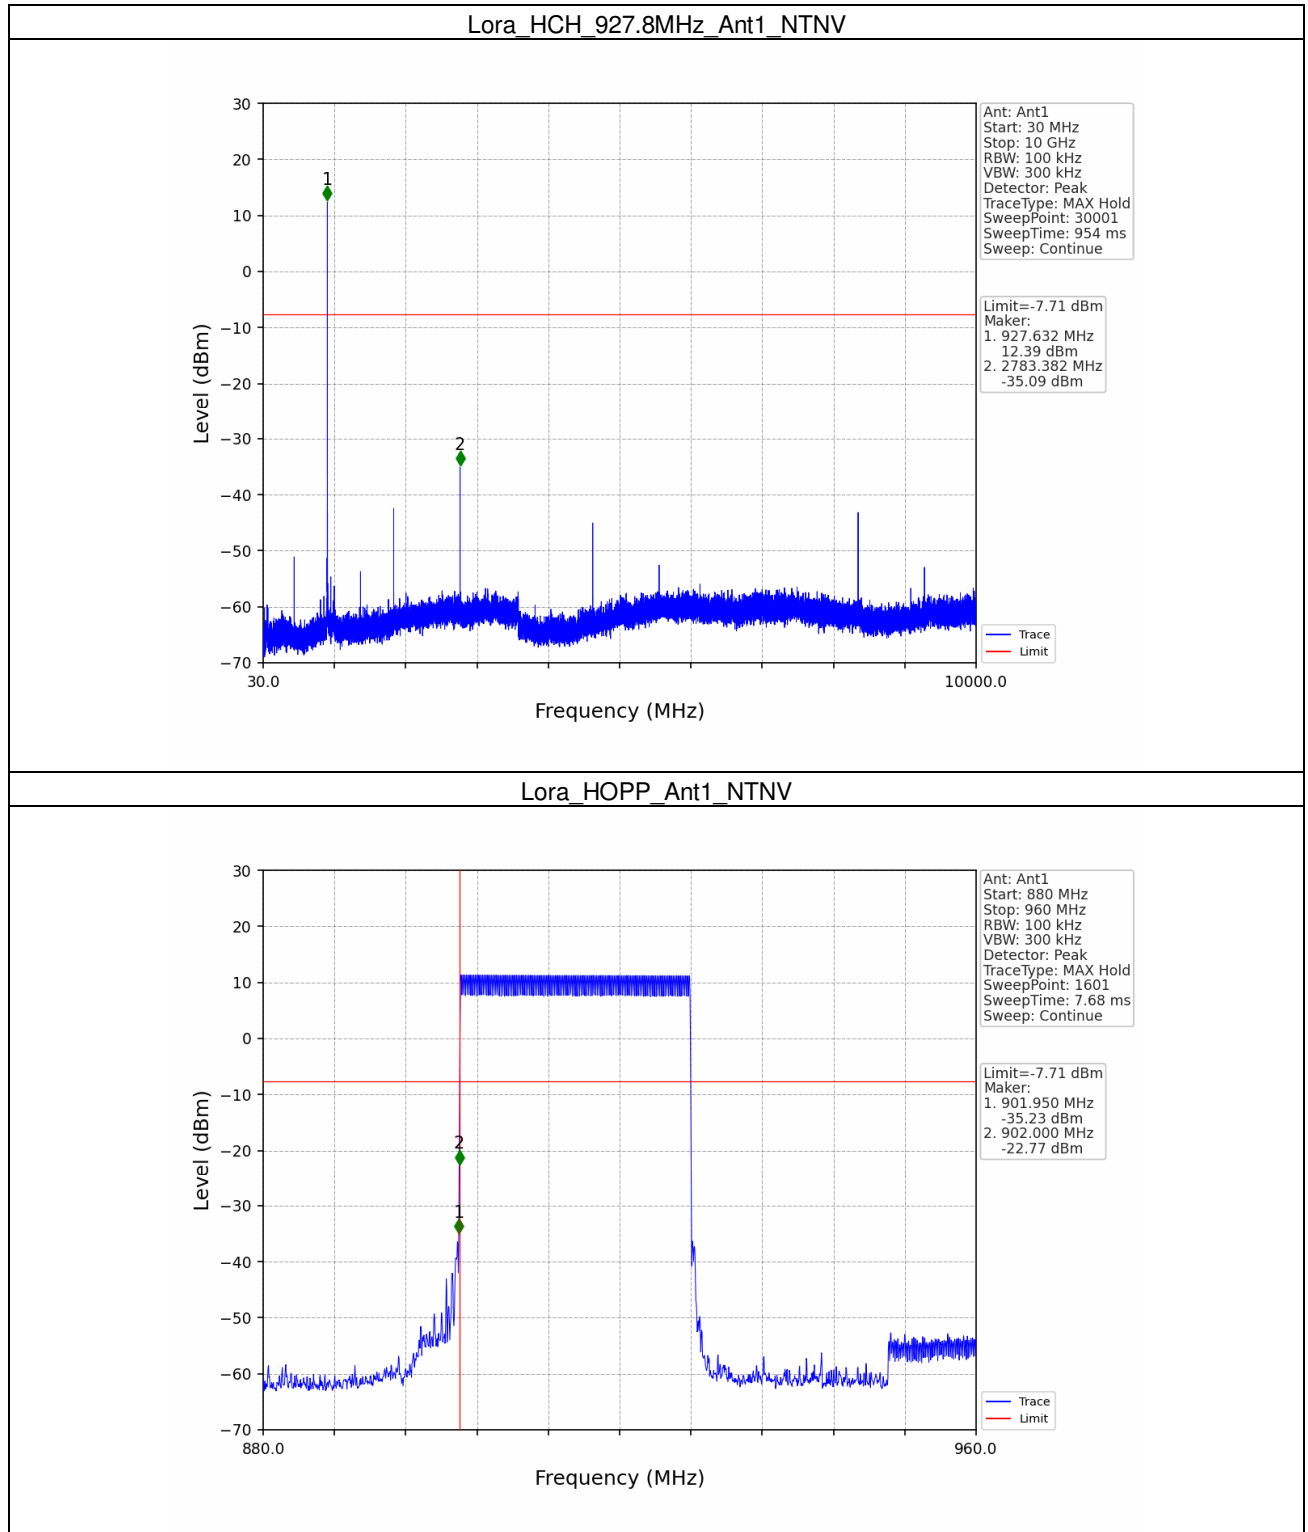 Lora_HCH_927.8MHz_Ant1_NTNV
30
20
10
0
−10
−20
−30
−40
−50
−60
−70
Level (dBm)
1
2
30.0
10000.0
Frequency (MHz)
Ant: Ant1
Start: 30 MHz
Stop: 10 GHz
RBW: 100 kHz
VBW: 300 kHz
Detector: Peak
TraceType: MAX Hold
SweepPoint: 30001
SweepTime: 954 ms
Sweep: Continue
Limit=-7.71 dBm
Maker:
1. 927.632 MHz
12.39 dBm
2. 2783.382 MHz
-35.09 dBm
Trace
Limit
Lora_HOPP_Ant1_NTNV
30
20
10
0
−10
−20
−30
−40
−50
−60
−70
Level (dBm)
2
1
880.0
960.0
Frequency (MHz)
Ant: Ant1
Start: 880 MHz
Stop: 960 MHz
RBW: 100 kHz
VBW: 300 kHz
Detector: Peak
TraceType: MAX Hold
SweepPoint: 1601
SweepTime: 7.68 ms
Sweep: Continue
Limit=-7.71 dBm
Maker:
1. 901.950 MHz
-35.23 dBm
2. 902.000 MHz
-22.77 dBm
Trace
Limit